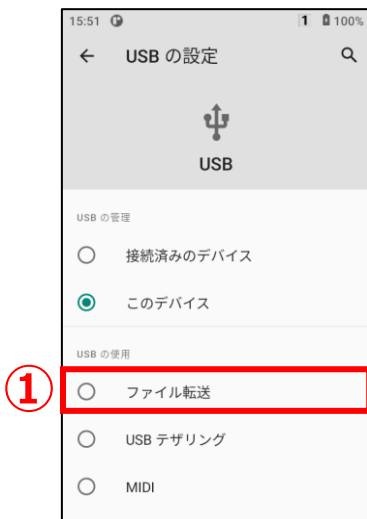 15:51 1 100%
USB の設定
USB
USB の管理
接続済みのデバイス
このデバイス
USB の使用
① ファイル転送
USB テザリング
MIDI